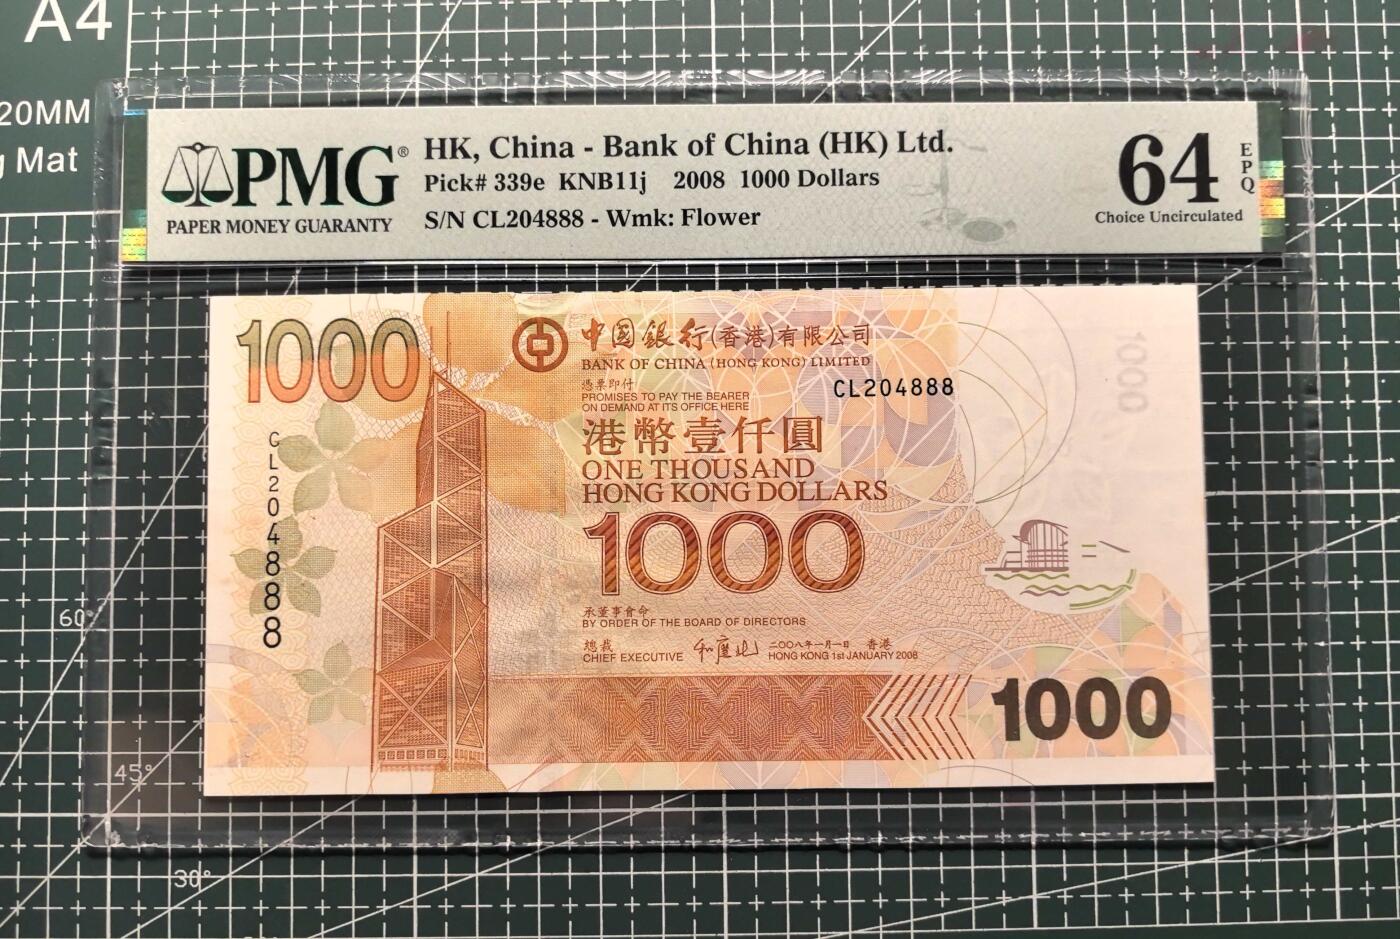 A4
20MM
g Mat
PMG®
PAPER MONEY GUARANTY
HK, China - Bank of China (HK) Ltd.
Pick# 339e KNB11j 2008 1000 Dollars
S/N CL204888 - Wmk: Flower
64
EPQ
Choice Uncirculated
1000
中国銀行(香港)有限公司
BANK OF CHINA (HONG KONG) LIMITED
憑票即付
PROMISES TO PAY THE BEARER
ON DEMAND AT ITS OFFICE HERE
CL204888
港幣壹仟圓
ONE THOUSAND
HONG KONG DOLLARS
1000
CL204888
承董事會命
BY ORDER OF THE BOARD OF DIRECTORS
總裁
CHIEF EXECUTIVE
和廣北
二〇〇八年一月一日 香港
HONG KONG 1st JANUARY 2008
1000
1000
60°
45°
30°